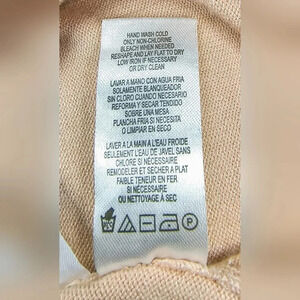 HAND WASH COLD
ONLY NON-CHLORINE
BLEACH WHEN NEEDED
RESHAPE AND LAY FLAT TO DRY
LOW IRON IF NECESSARY
OR DRY CLEAN
LAVAR A MANO CON AGUA FRIA
SOLAMENTE BLANQUEADOR
SIN CLORO CUANDO NECESARIO
REFORMA Y SECAR TENDIDO
SOBRE UNA MESA
PLANCHA FRIA SI NECESITA
O LIMPIAR EN SECO
LAVER A LA MAIN A L'EAU FROIDE
SEULEMENT L'EAU DE JAVEL SANS
CHLORE SI NÉCESSAIRE
REMODELER ET SECHER A PLAT
FAIBLE TENEUR EN FER
SI NÉCESSAIRE
OU NETTOYAGE À SEC